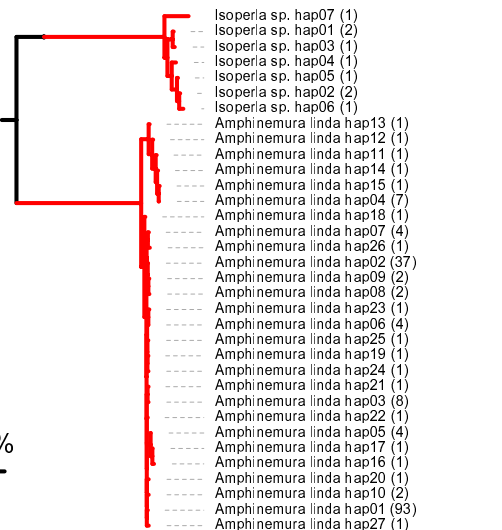 Isoperla sp. hap07 (1)
Isoperla sp. hap01 (2)
Isoperla sp. hap03 (1)
Isoperla sp. hap04 (1)
Isoperla sp. hap05 (1)
Isoperla sp. hap02 (2)
Isoperla sp. hap06 (1)
Amphinemura linda hap13 (1)
Amphinemura linda hap12 (1)
Amphinemura linda hap11 (1)
Amphinemura linda hap14 (1)
Amphinemura linda hap15 (1)
Amphinemura linda hap04 (7)
Amphinemura linda hap18 (1)
Amphinemura linda hap07 (4)
Amphinemura linda hap26 (1)
Amphinemura linda hap02 (37)
Amphinemura linda hap09 (2)
Amphinemura linda hap08 (2)
Amphinemura linda hap23 (1)
Amphinemura linda hap06 (4)
Amphinemura linda hap25 (1)
Amphinemura linda hap19 (1)
Amphinemura linda hap24 (1)
Amphinemura linda hap21 (1)
Amphinemura linda hap03 (8)
Amphinemura linda hap22 (1)
Amphinemura linda hap05 (4)
%
Amphinemura linda hap17 (1)
Amphinemura linda hap16 (1)
Amphinemura linda hap20 (1)
Amphinemura linda hap10 (2)
Amphinemura linda hap01 (93)
Amphinemura linda hap27 (1)